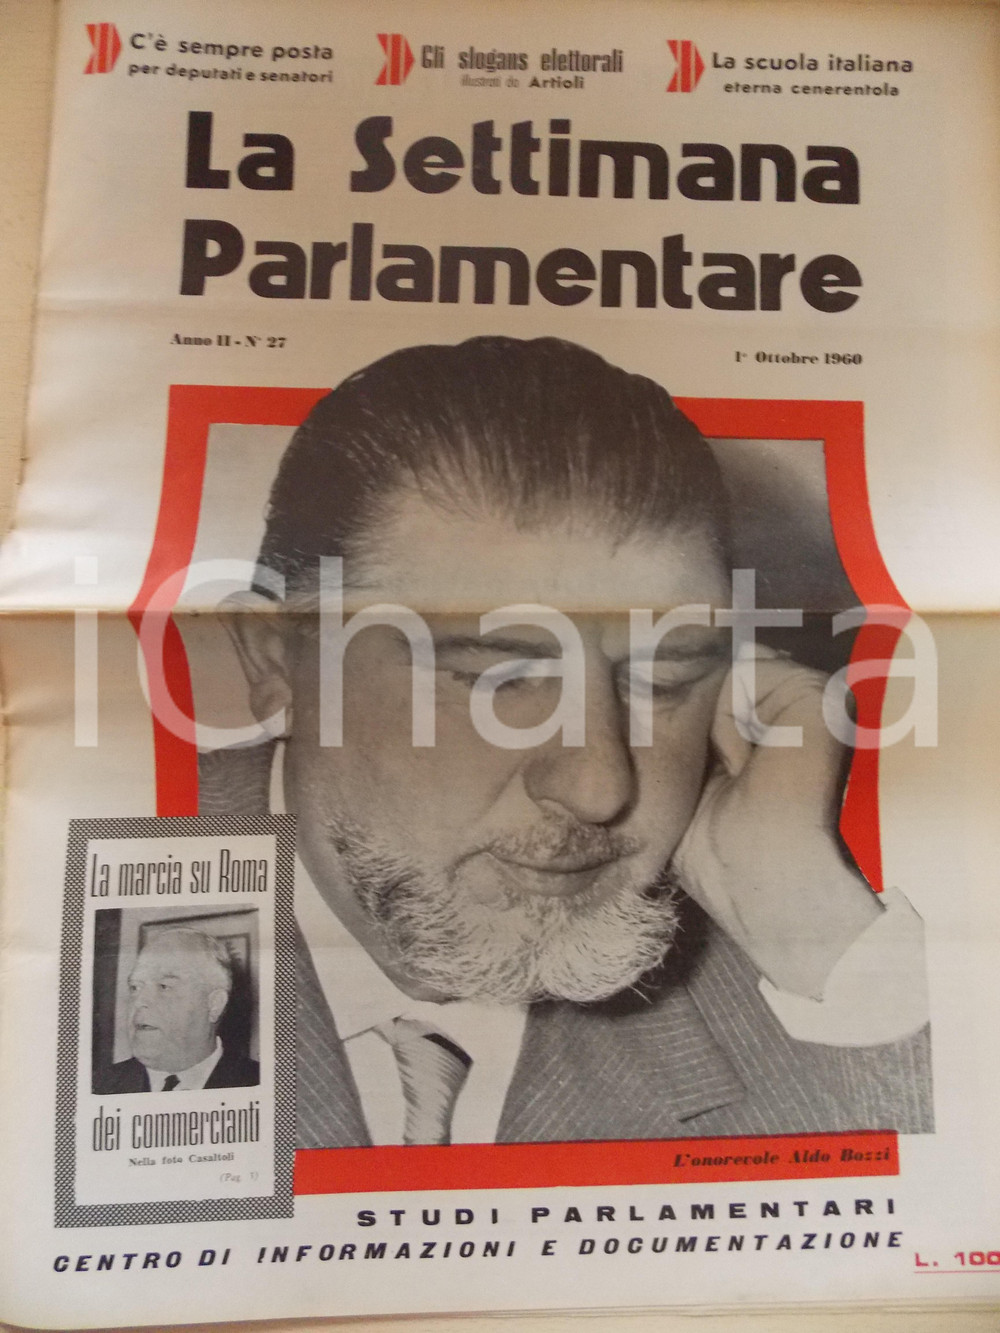 C'è sempre posta
per deputati e senatori
Gli slogans elettorali
illustrati da Artioli
La scuola italiana
eterna cenerentola
La Settimana
Parlamentare
Anno II - N° 27
1° Ottobre 1960
iCharta
La marcia su Roma
dei commercianti
Nella foto Casaltoli
(Pag. 3)
L'onorevole Aldo Bozzi
STUDI PARLAMENTARI
CENTRO DI INFORMAZIONI E DOCUMENTAZIONE
L. 100